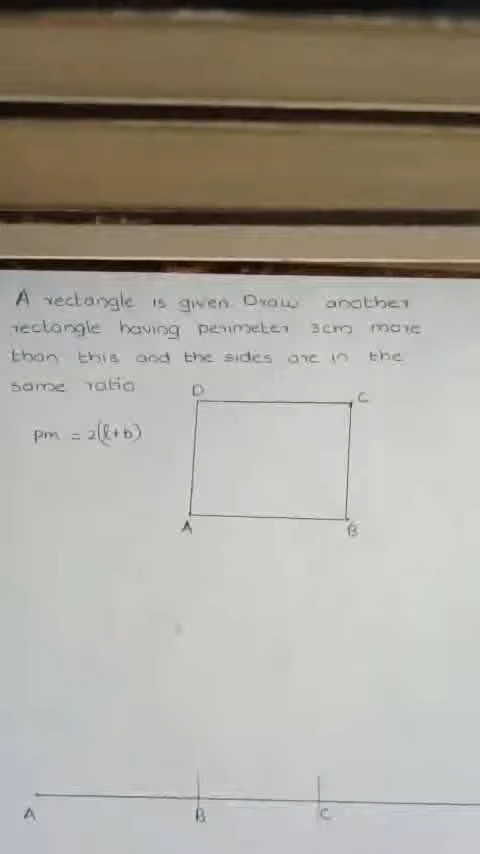 A rectangle is given. Draw another
rectangle having perimeter 3cm more
than this and the sides are in the
same ratio
D
C
pm = 2(l+b)
A
B
A
B
C